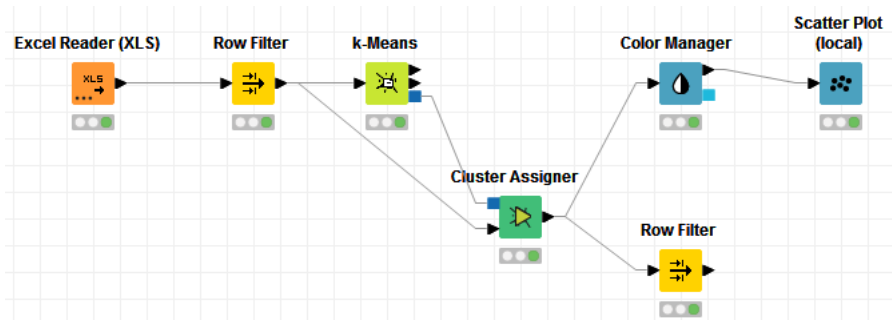 Excel Reader (XLS)
Row Filter
k-Means
Color Manager
Scatter Plot
(local)
XLS
Cluster Assigner
Row Filter